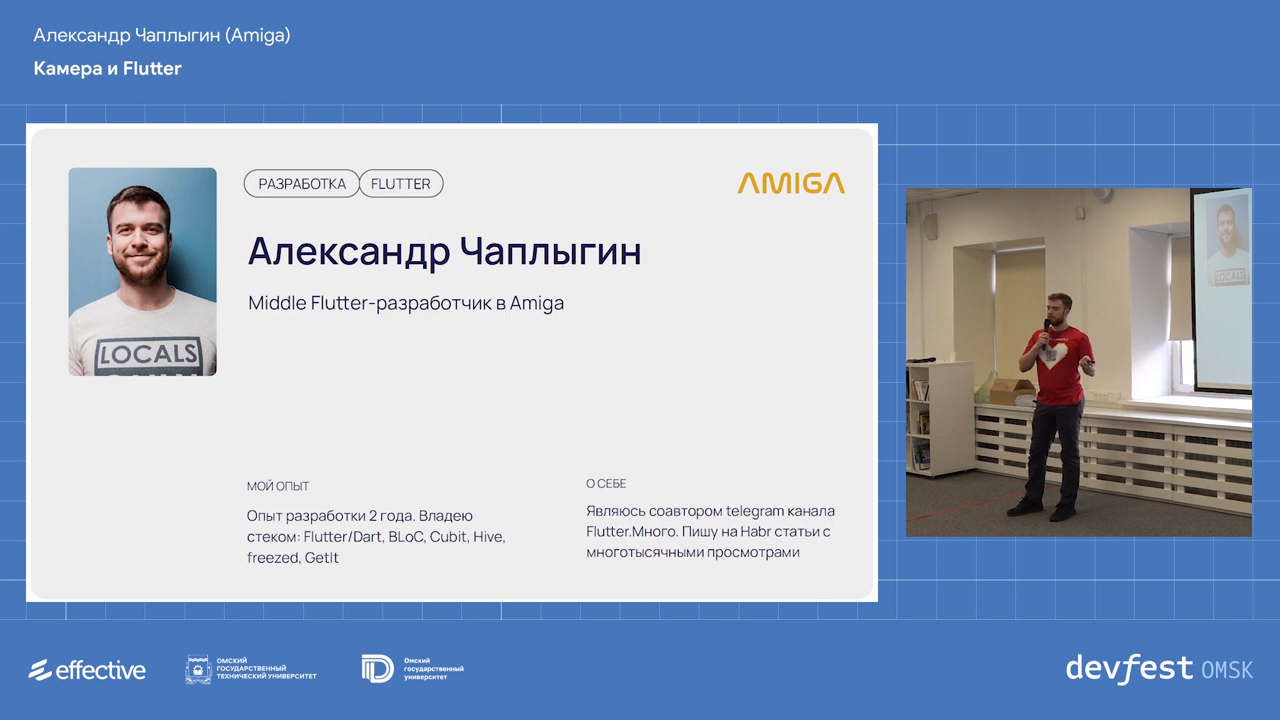 Александр Чаплыгин (Amiga)
Камера и Flutter
LOCALS
РАЗРАБОТКА
FLUTTER
AMIGA
Александр Чаплыгин
Middle Flutter-разработчик в Amiga
МОЙ ОПЫТ
Опыт разработки 2 года. Владею
стеком: Flutter/Dart, BLoC, Cubit, Hive,
freezed, GetIt
О СЕБЕ
Являюсь соавтором telegram канала
Flutter.Много. Пишу на Habr статьи с
многотысячными просмотрами
effective
ОМСКИЙ
ГОСУДАРСТВЕННЫЙ
ТЕХНИЧЕСКИЙ УНИВЕРСИТЕТ
Омский
государственный
университет
devfest OMSK